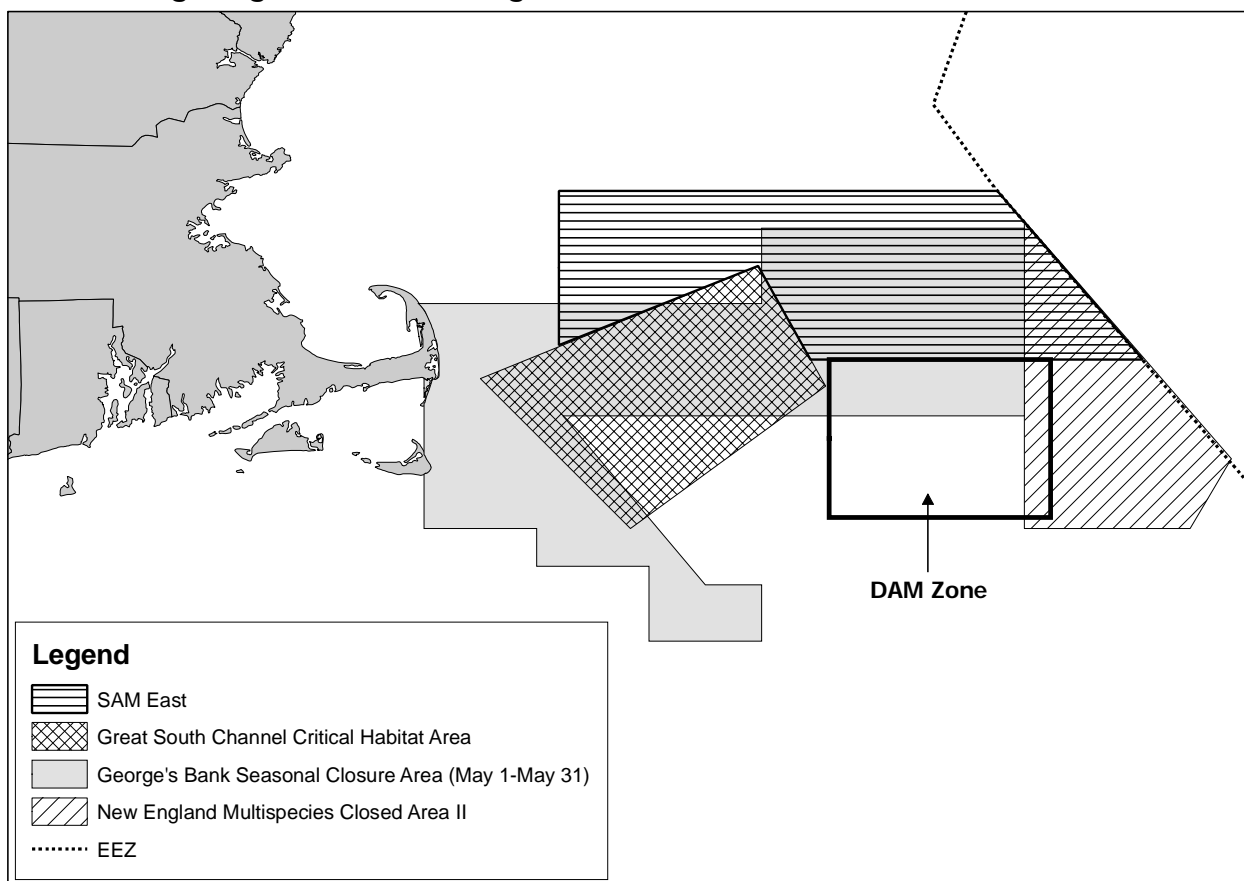 DAM Zone
Legend
SAM East
Great South Channel Critical Habitat Area
George's Bank Seasonal Closure Area (May 1-May 31)
New England Multispecies Closed Area II
EEZ